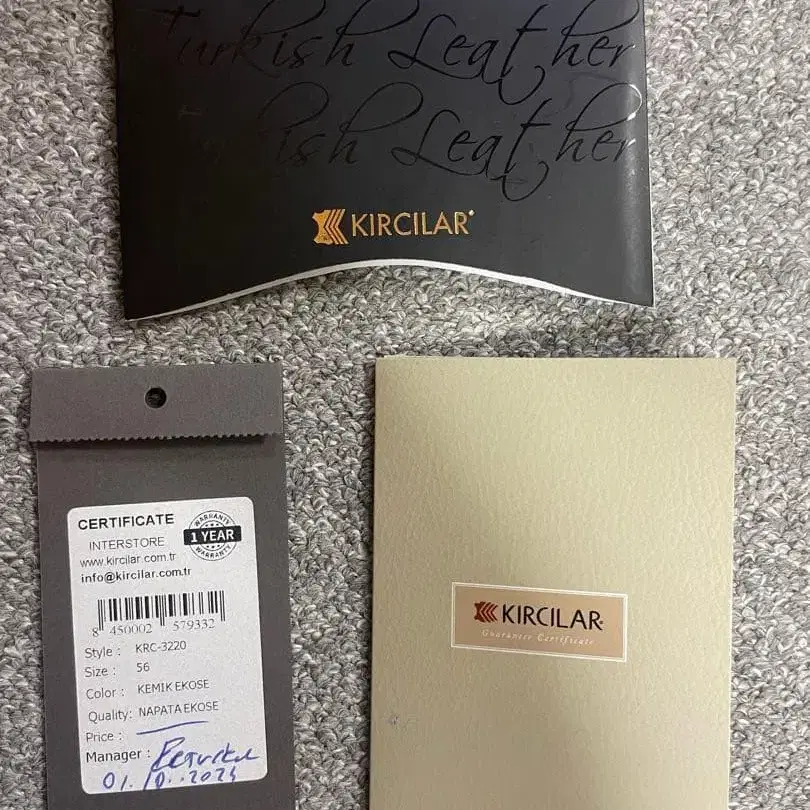 Turkish Leather
Turkish Leather
KIRCILAR
CERTIFICATE
INTERSTORE
WARRANTY
1 YEAR
WARRANTY
www.kircilar.com.tr
info@kircilar.com.tr
8 450002 579332
Style : KRC-3220
Size : 56
Color : KEMIK EKOSE
Quality: NAPATA EKOSE
Price :
Manager :
KIRCILAR
Guarantee Certificate